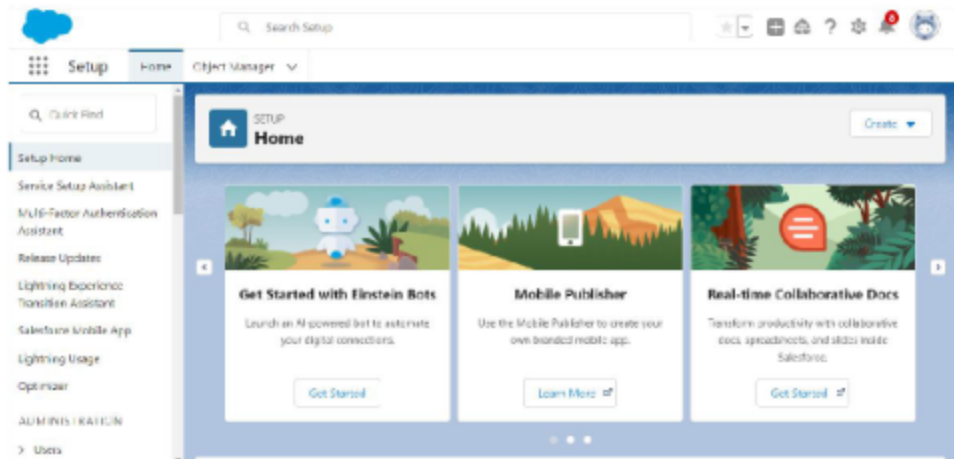 Search Setup
8
Setup
Home
Object Manager
Quick Find
SETUP
Home
Create
Setup Home
Service Setup Assistant
Multi-Factor Authentication
Assistant
Release Updates
Lightning Experience
Transition Assistant
Salesforce Mobile App
Lightning Usage
Optimizer
ADMINISTRATION
Users
Get Started with Einstein Bots
Launch an AI-powered bot to automate
your digital connections.
Get Started
Mobile Publisher
Use the Mobile Publisher to create your
own branded mobile app.
Learn More
Real-time Collaborative Docs
Transform productivity with collaborative
docs, spreadsheets, and slides inside
Salesforce.
Get Started